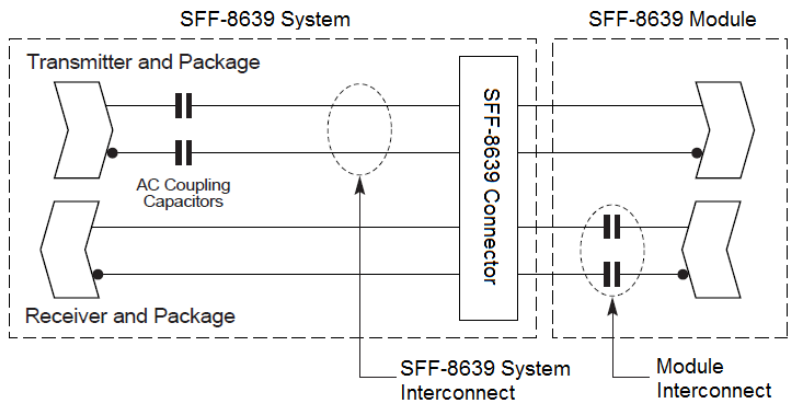 SFF-8639 System
SFF-8639 Module
Transmitter and Package
AC Coupling
Capacitors
SFF-8639 Connector
Receiver and Package
SFF-8639 System
Interconnect
Module
Interconnect